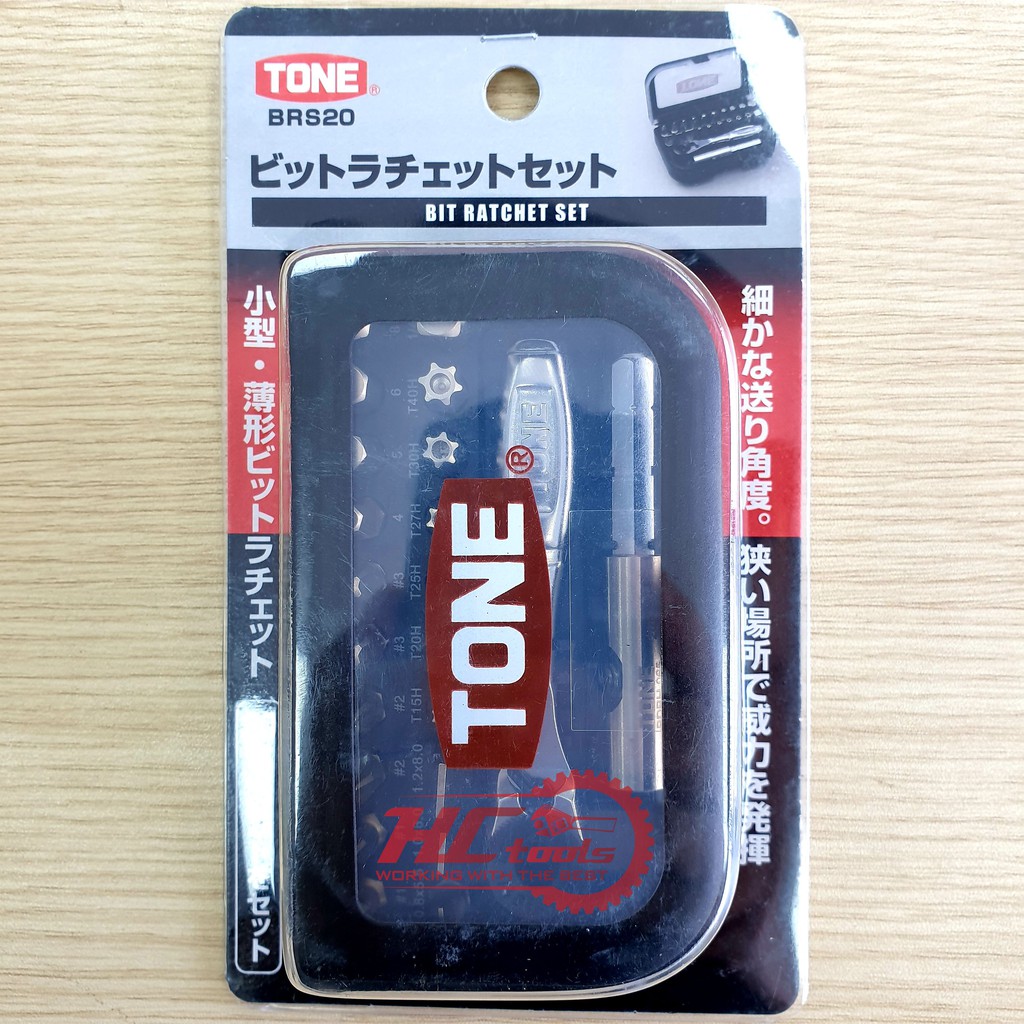 TONE®
BRS20
ビットラチェットセット
BIT RATCHET SET
小型・薄形ビットラチェット
セット
細かな送り角度。狭い場所で威力を発揮
6
T40H
5
T30H
4
T27H
#3
T25H
#3
T20H
#2
T15H
#2
1.2x8.0
TONE
TONE®
HC tools
WORKING WITH THE BEST